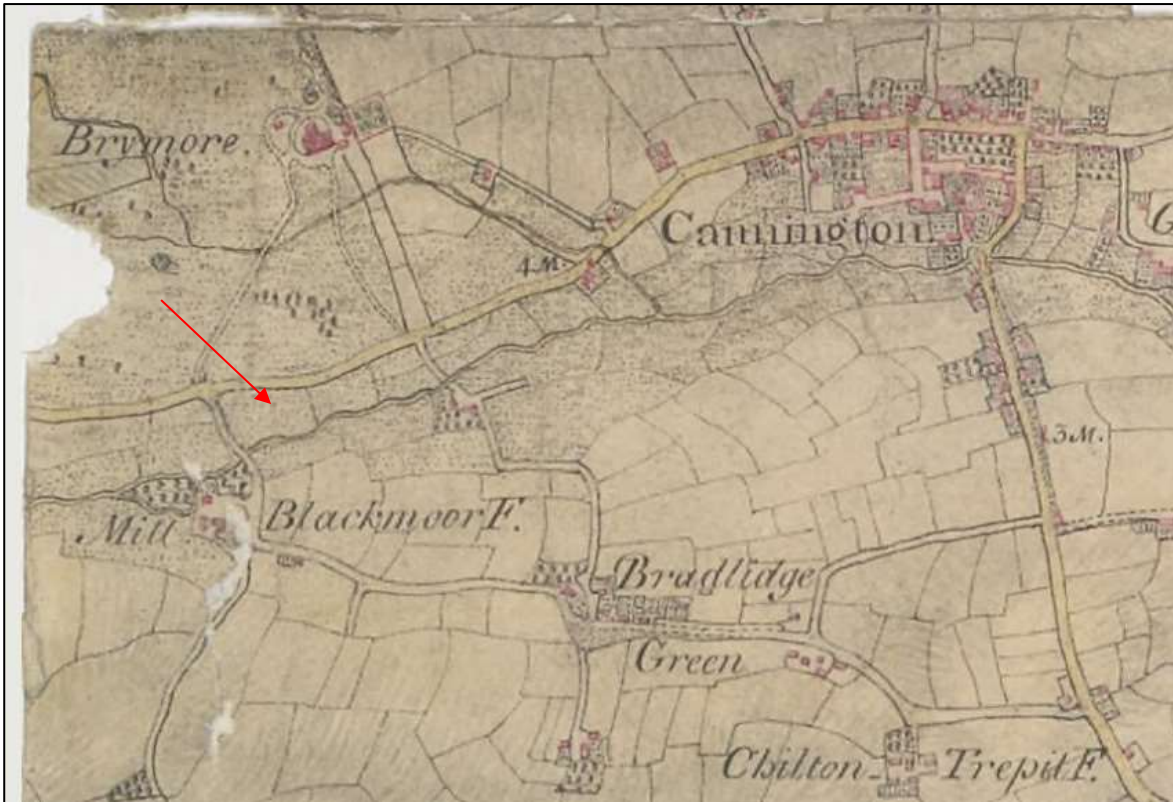 Brymore.
Cannington.
4 M.
3 M.
Mill
Blackmoor F.
Bradlidge
Green
Chilton
Trepit F.